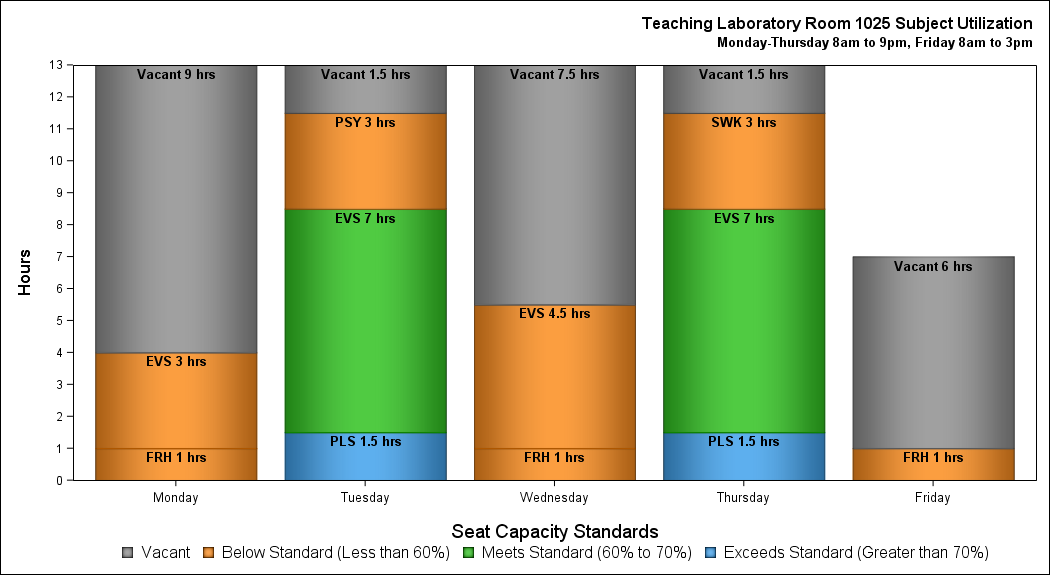 Teaching Laboratory Room 1025 Subject Utilization
Monday-Thursday 8am to 9pm, Friday 8am to 3pm
Hours
13
12
11
10
9
8
7
6
5
4
3
2
1
0
Vacant 9 hrs
EVS 3 hrs
FRH 1 hrs
Vacant 1.5 hrs
PSY 3 hrs
EVS 7 hrs
PLS 1.5 hrs
Vacant 7.5 hrs
EVS 4.5 hrs
FRH 1 hrs
Vacant 1.5 hrs
SWK 3 hrs
EVS 7 hrs
PLS 1.5 hrs
Vacant 6 hrs
FRH 1 hrs
Monday Tuesday Wednesday Thursday Friday
Seat Capacity Standards
Vacant Below Standard (Less than 60%) Meets Standard (60% to 70%) Exceeds Standard (Greater than 70%)